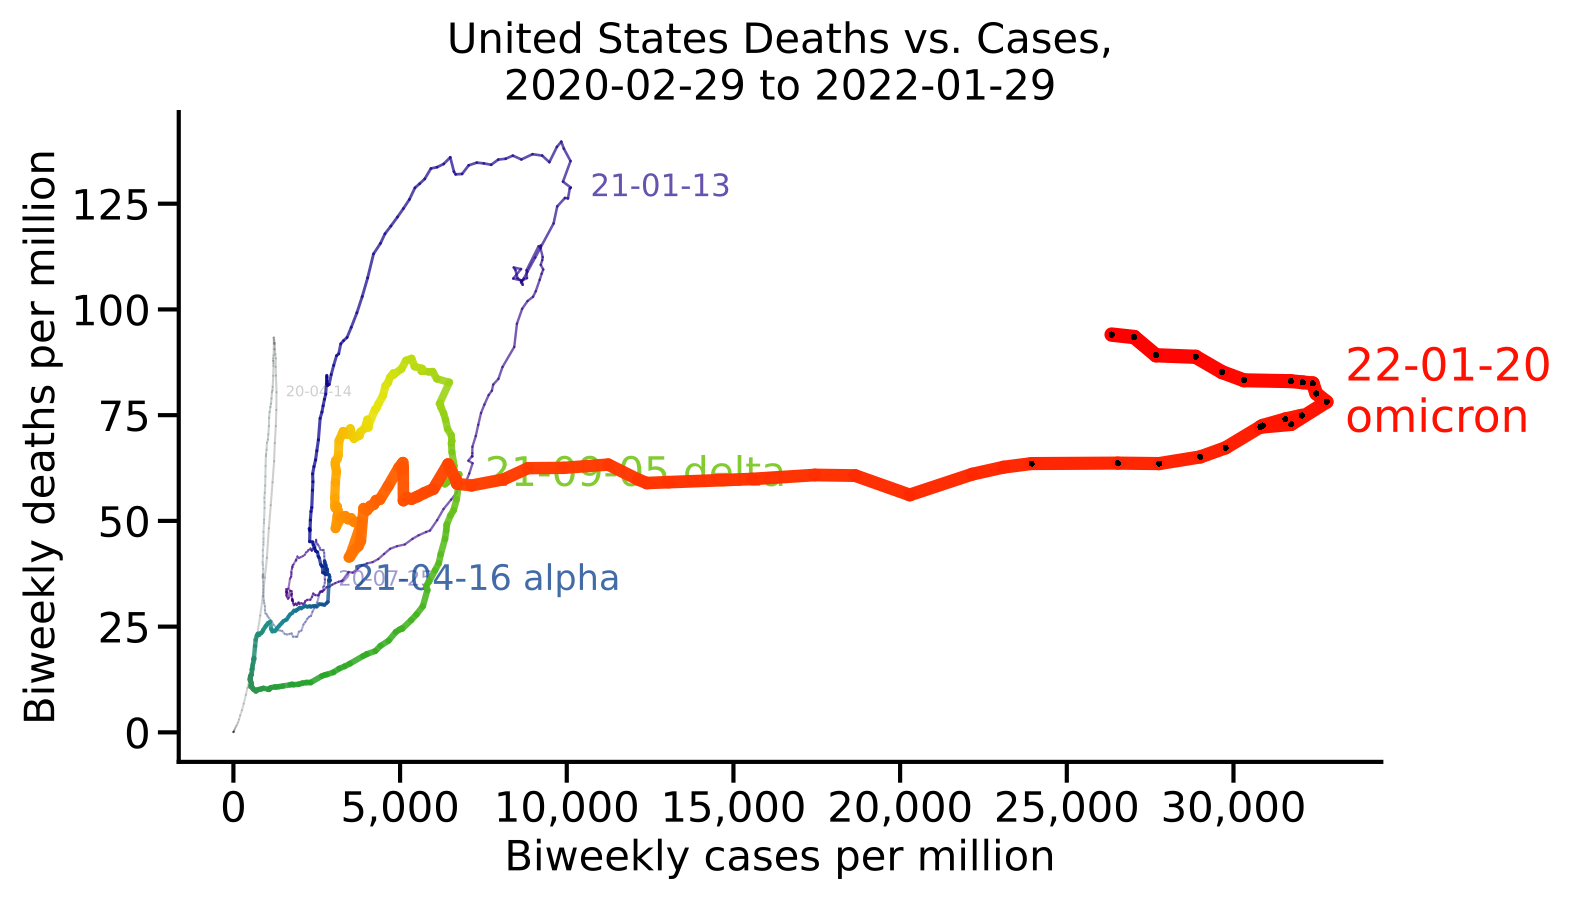 United States Deaths vs. Cases,
2020-02-29 to 2022-01-29
Biweekly deaths per million
125
100
75
50
25
0
21-01-13
20-04-14
22-01-20
omicron
21-09-05 delta
20-07-25
21-04-16 alpha
0 5,000 10,000 15,000 20,000 25,000 30,000
Biweekly cases per million